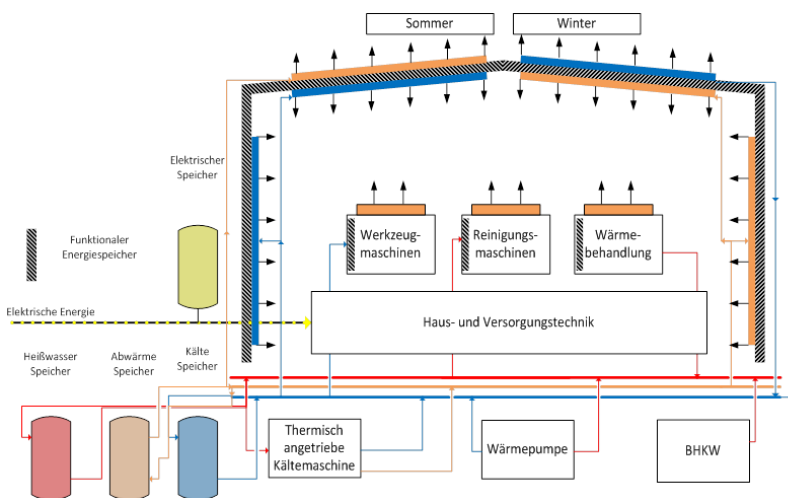 Sommer
Winter
Elektrischer
Speicher
Funktionaler
Energiespeicher
Werkzeug-
maschinen
Reinigungs-
maschinen
Wärme-
behandlung
Elektrische Energie
Haus- und Versorgungstechnik
Heißwasser
Speicher
Abwärme
Speicher
Kälte
Speicher
Thermisch
angetriebe
Kältemaschine
Wärmepumpe
BHKW